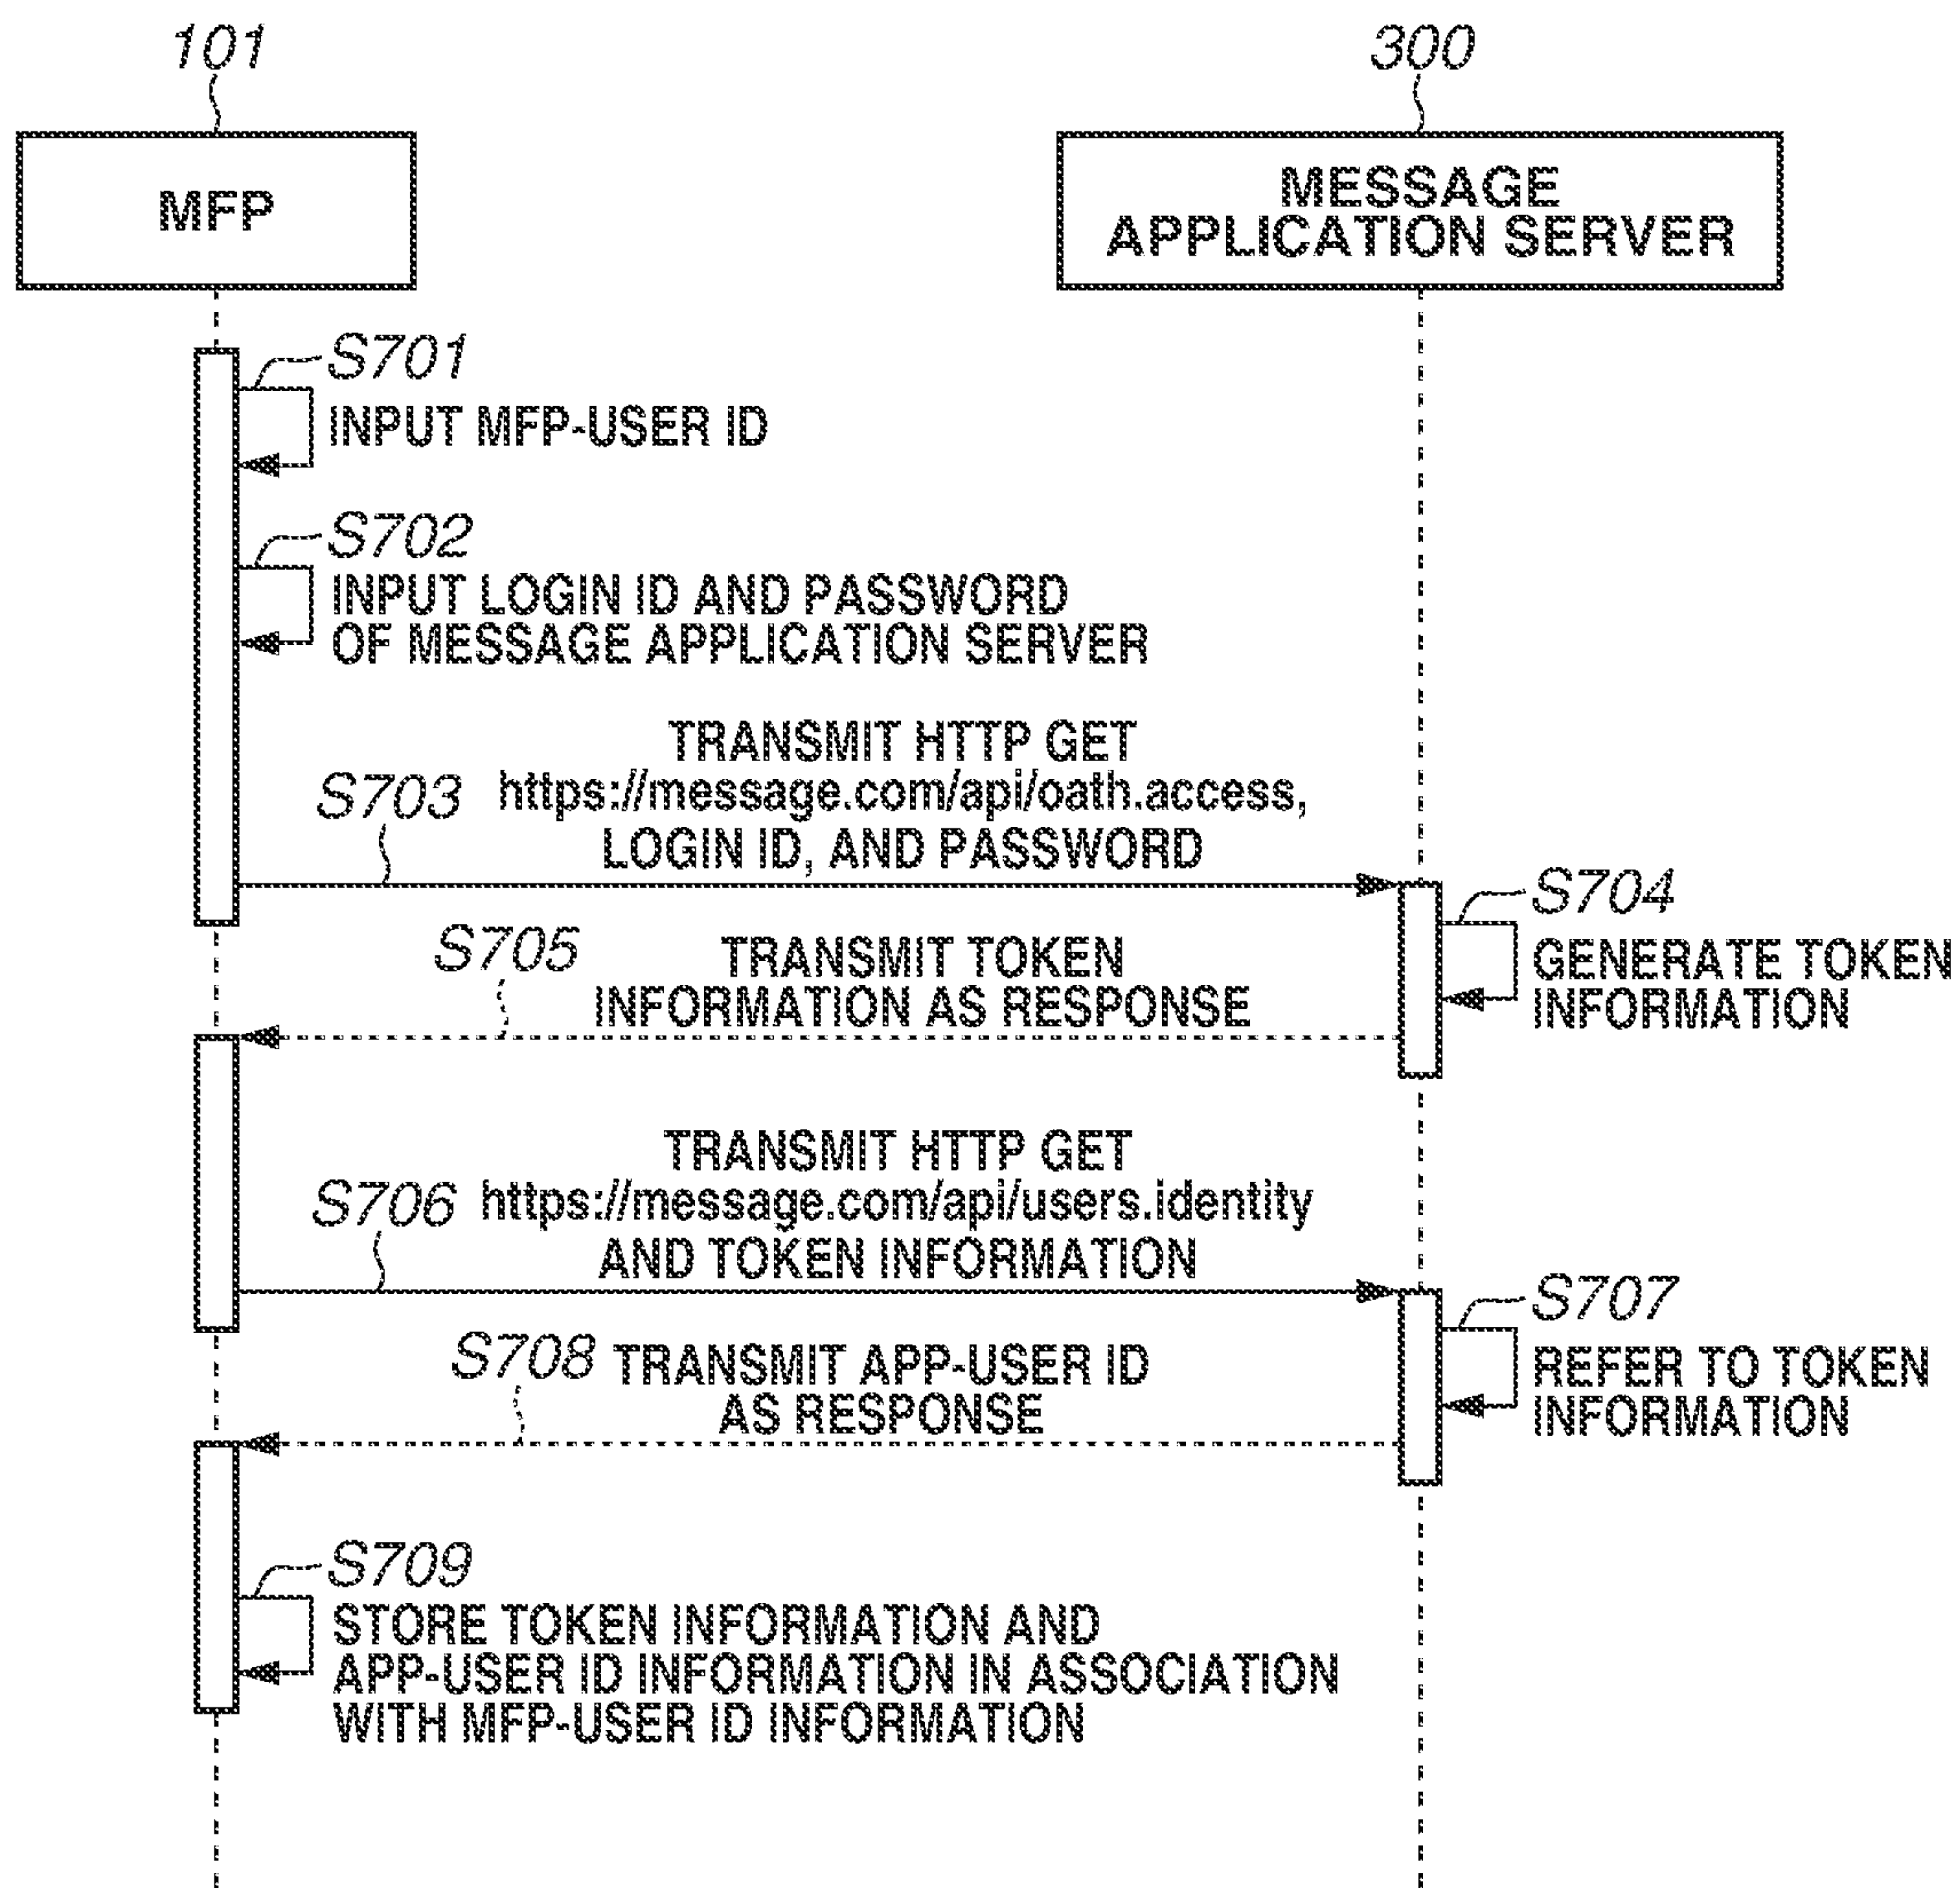 101
300
MFP
MESSAGE
APPLICATION SERVER
S701
INPUT MFP-USER ID
S702
INPUT LOGIN ID AND PASSWORD
OF MESSAGE APPLICATION SERVER
TRANSMIT HTTP GET
S703 https://message.com/api/oath.access,
LOGIN ID, AND PASSWORD
S704
GENERATE TOKEN
INFORMATION
S705 TRANSMIT TOKEN
INFORMATION AS RESPONSE
TRANSMIT HTTP GET
S706 https://message.com/api/users.identity
AND TOKEN INFORMATION
S707
REFER TO TOKEN
INFORMATION
S708 TRANSMIT APP-USER ID
AS RESPONSE
S709
STORE TOKEN INFORMATION AND
APP-USER ID INFORMATION IN ASSOCIATION
WITH MFP-USER ID INFORMATION